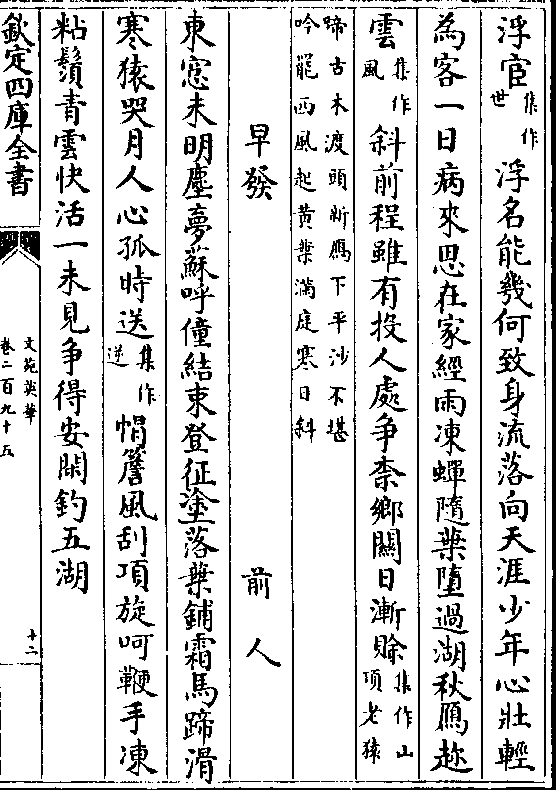 浮宦集作世浮名能幾何致身流落向天涯少年心壯輕
為客一日病來思在家經雨凍蟬隨葉墮過湖秋鴈趂
雲集作風斜前程雖有投人處争柰鄉關日漸賒集作山項老猿
啼古木渡頭新鴈下平沙不堪吟罷西風起黄葉滿庭寒日斜
早發 前人
東窓未明塵夢蘇呼僮結束登征塗落葉鋪霜馬蹄滑
寒猿哭月人心孤時送集作逆帽簷風刮項旋呵鞭手凍
粘鬚青雲快活一未見争得安閑釣五湖
欽定四庫全書
文苑英華
卷二百九十五
十二